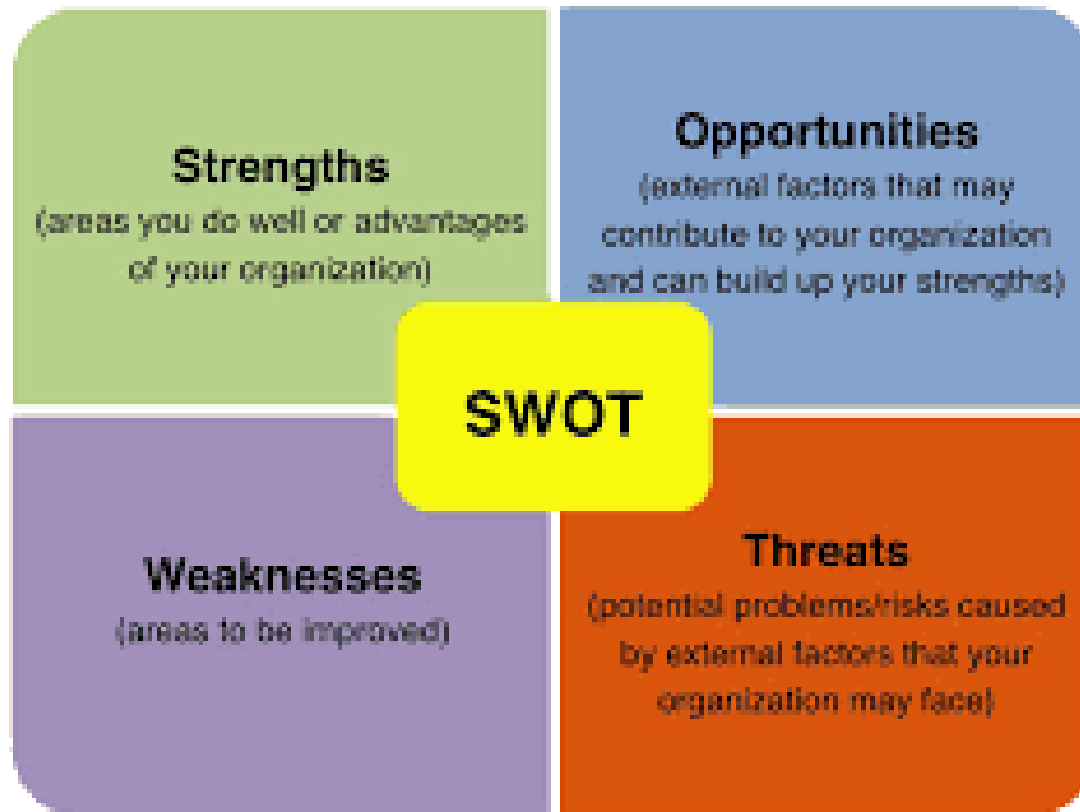 Strengths
(areas you do well or advantages
of your organization)
Opportunities
(external factors that may
contribute to your organization
and can build up your strengths)
SWOT
Weaknesses
(areas to be improved)
Threats
(potential problems/risks caused
by external factors that your
organization may face)